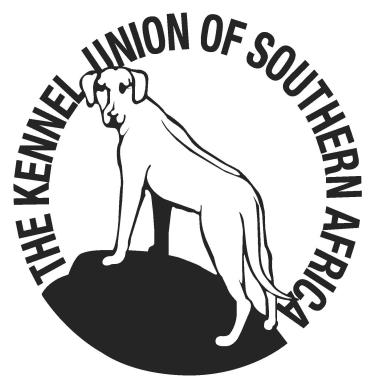 THE KENNEL UNION OF SOUTHERN AFRICA